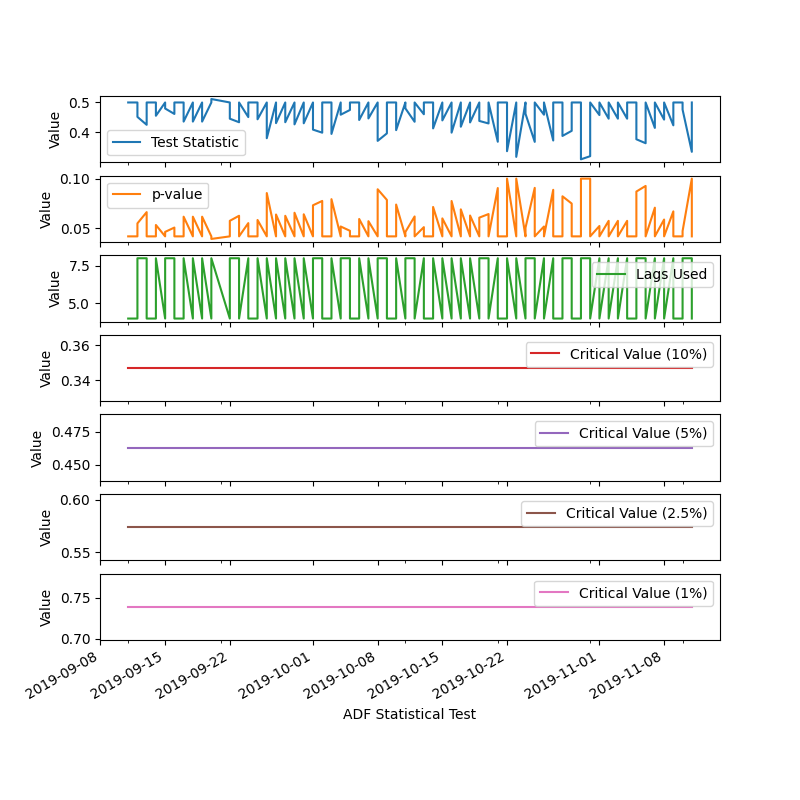 0.5
0.4
Value
Test Statistic
0.10
0.05
Value
p-value
7.5
5.0
Value
Lags Used
0.36
0.34
Value
Critical Value (10%)
0.475
0.450
Value
Critical Value (5%)
0.60
0.55
Value
Critical Value (2.5%)
0.75
0.70
Value
Critical Value (1%)
2019-09-08
2019-09-15
2019-09-22
2019-10-01
2019-10-08
2019-10-15
2019-10-22
2019-11-01
2019-11-08
ADF Statistical Test